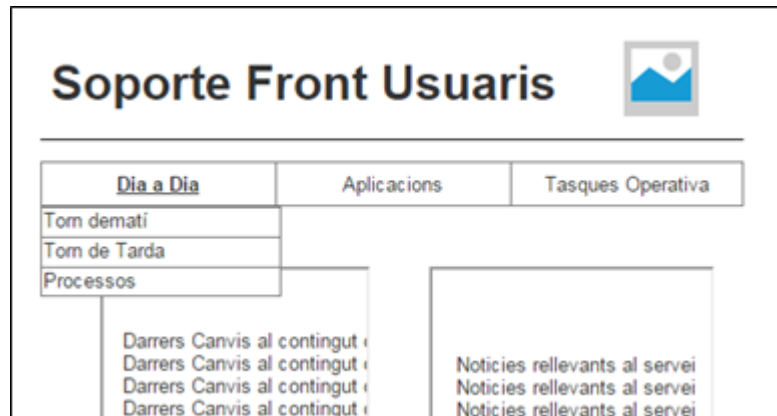 Soporte Front Usuaris
Dia a Dia
Aplicacions
Tasques Operativa
Torn dematí
Torn de Tarda
Processos
Darrers Canvis al contingut
Darrers Canvis al contingut
Darrers Canvis al contingut
Darrers Canvis al contingut
Noticies rellevants al servei
Noticies rellevants al servei
Noticies rellevants al servei